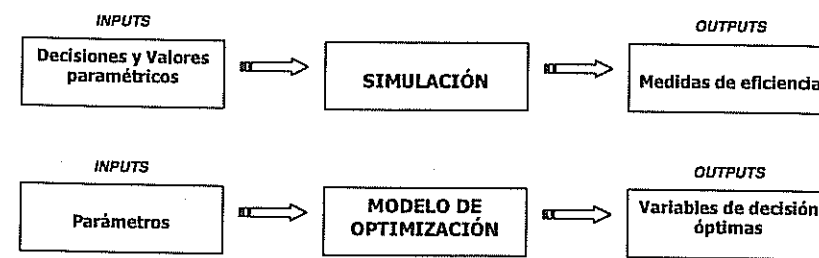 INPUTS
Decisiones y Valores
paramétricos
SIMULACIÓN
OUTPUTS
Medidas de eficiencia
INPUTS
Parámetros
MODELO DE
OPTIMIZACIÓN
OUTPUTS
Variables de decisión
óptimas